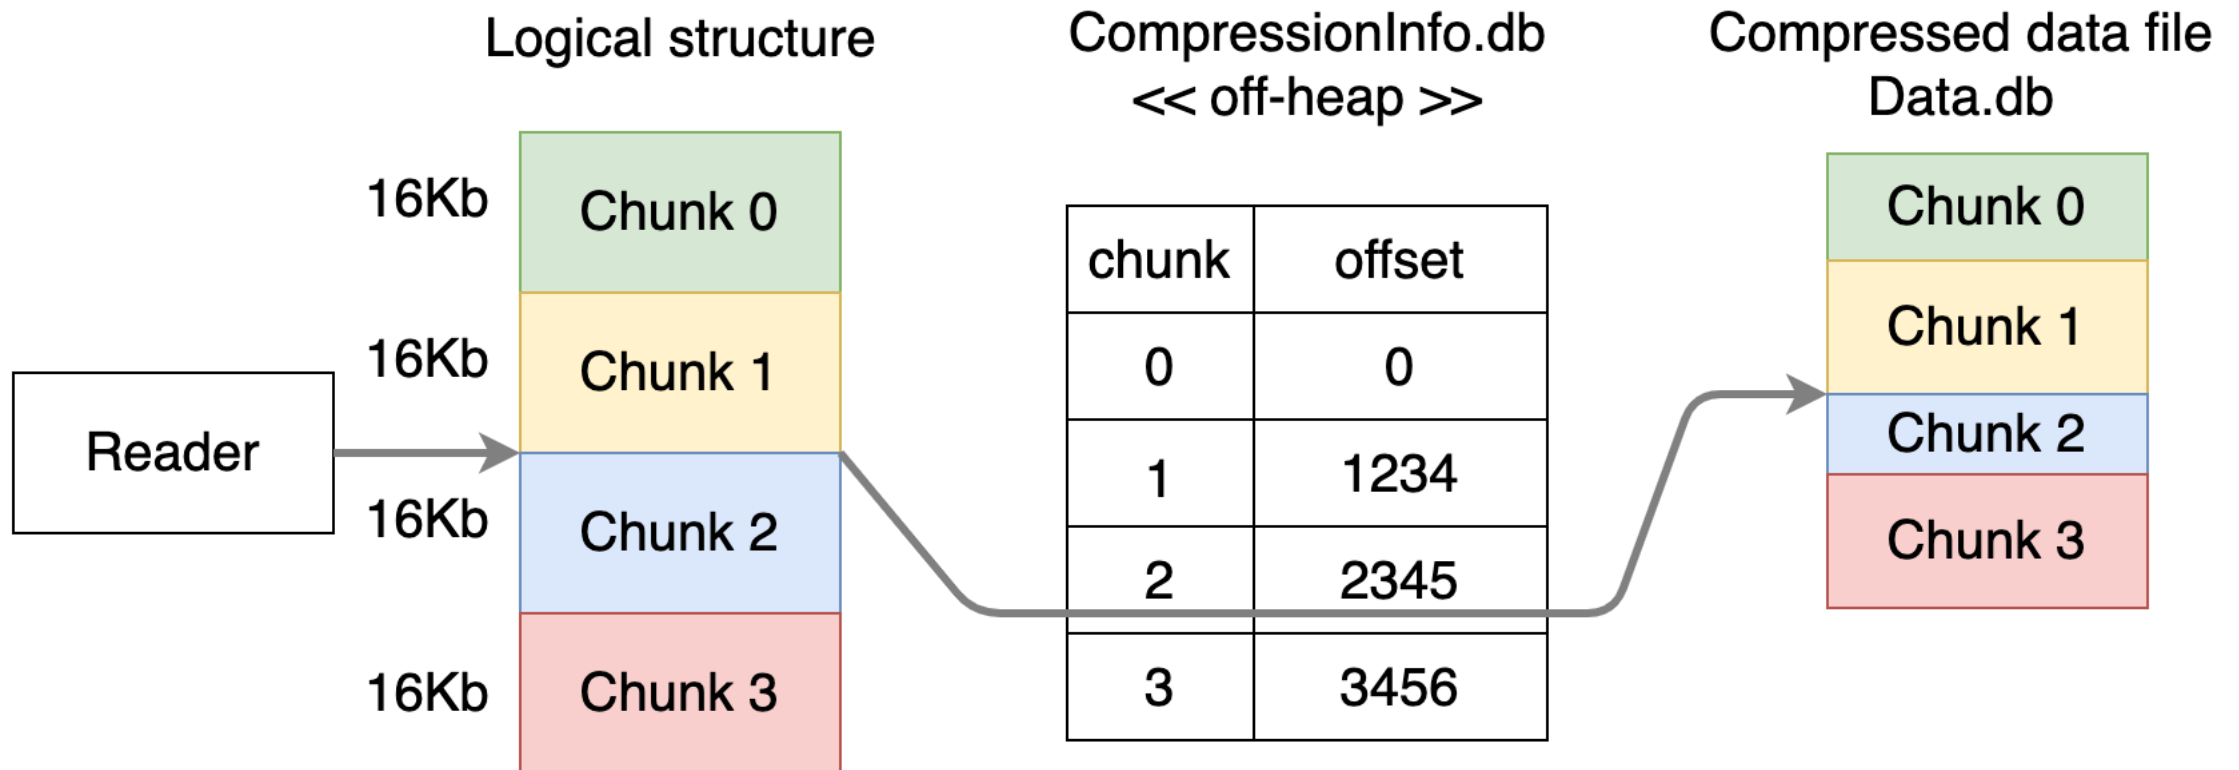 Logical structure
CompressionInfo.db
<< off-heap >>
Compressed data file
Data.db
Reader
16Kb
Chunk 0
16Kb
Chunk 1
16Kb
Chunk 2
16Kb
Chunk 3
chunk offset
0 0
1 1234
2 2345
3 3456
Chunk 0
Chunk 1
Chunk 2
Chunk 3